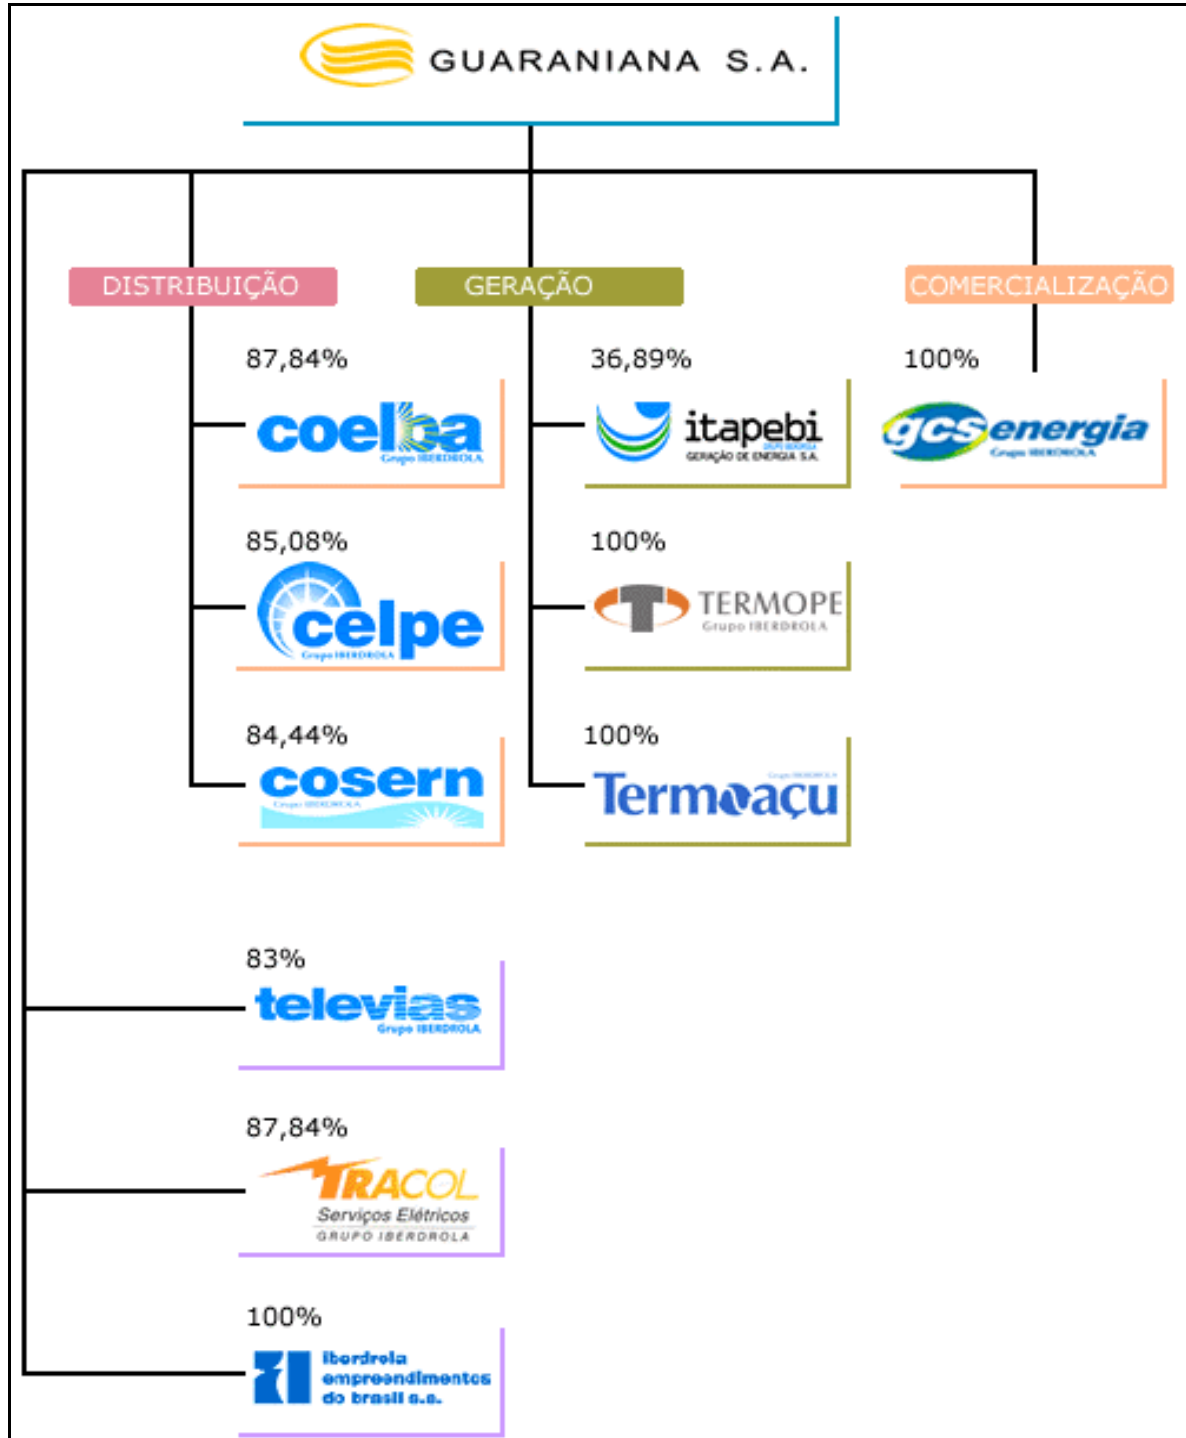 GUARANIANA S.A.
DISTRIBUIÇÃO
GERAÇÃO
COMERCIALIZAÇÃO
87,84%
36,89%
100%
coelba
Grupo IBERDROLA
itapebi
GRUPO IBERDROLA
GERAÇÃO DE ENERGIA S.A.
gcs energia
Grupo IBERDROLA
85,08%
100%
celpe
Grupo IBERDROLA
TERMOPE
Grupo IBERDROLA
84,44%
100%
cosern
Grupo IBERDROLA
Grupo IBERDROLA
Termoaçu
83%
televias
Grupo IBERDROLA
87,84%
TRACOL
Serviços Elétricos
GRUPO IBERDROLA
100%
iberdrola
empreendimentos
do brasil s.a.